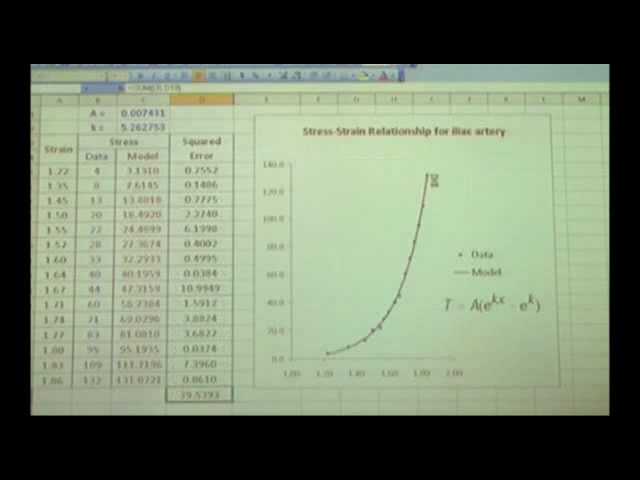 =SUM(D5:D19)
A B C D E F G H I J K L M
A = 0.007431
k = 5.262753
Strain Stress Squared
Data Model Error
1.22 4 3.1310 0.7552
1.35 8 7.6145 0.1486
1.45 13 13.8818 0.7775
1.50 20 18.4920 2.2740
1.55 22 24.4899 6.1998
1.57 28 27.3674 0.4002
1.60 33 32.2933 0.4995
1.64 40 40.1959 0.0384
1.67 44 47.3159 10.9949
1.71 60 58.7384 1.5912
1.74 71 69.0296 3.8824
1.77 83 81.0810 3.6822
1.80 95 95.1935 0.0374
1.83 109 111.7196 7.3960
1.86 132 131.0721 0.8610
39.5393
Stress-Strain Relationship for iliac artery
140.0
120.0
100.0
80.0
60.0
40.0
20.0
0.0
1.00 1.20 1.40 1.60 1.80 2.00
Data
Model
T = A(e^kx - e^k)